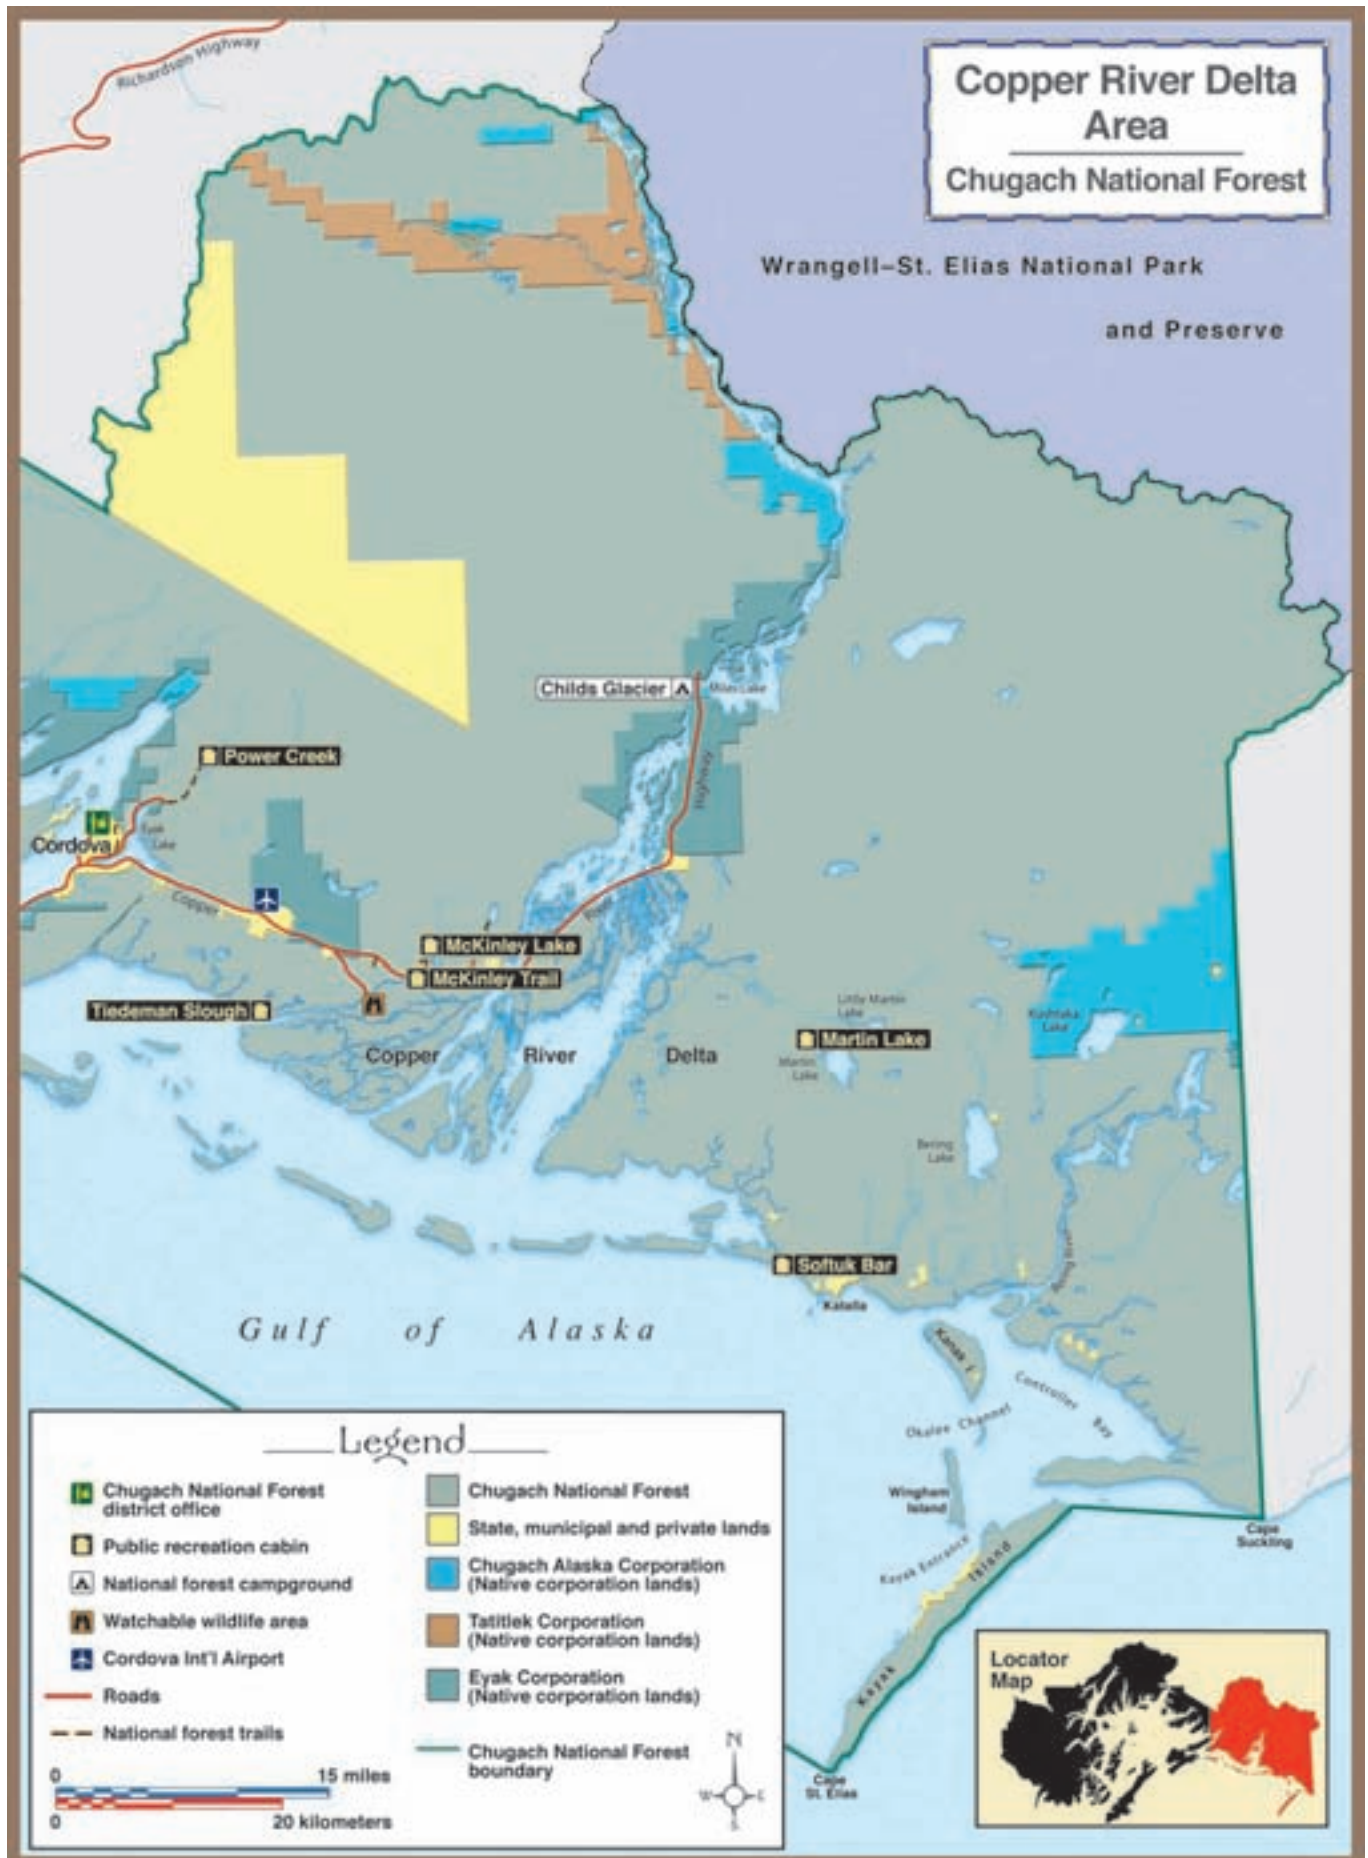 Richardson Highway
Copper River Delta
Area
Chugach National Forest
Wrangell–St. Elias National Park
and Preserve
Childs Glacier
Miles Lake
Power Creek
Highway
Cordova
Eyak
Lake
Copper
River
McKinley Lake
McKinley Trail
Tiedeman Slough
Copper River Delta
Little Martin
Lake
Martin Lake
Martin
Lake
Kushtaka
Lake
Bering
Lake
Bering River
Softuk Bar
Katalla
Gulf of Alaska
Kanak I
Controller Bay
Okalee Channel
Wingham
Island
Kayak Entrance
Kayak Island
Cape
Suckling
Cape
St. Elias
Legend
Chugach National Forest
district office
Public recreation cabin
National forest campground
Watchable wildlife area
Cordova Int'l Airport
Roads
National forest trails
0 15 miles
0 20 kilometers
Chugach National Forest
State, municipal and private lands
Chugach Alaska Corporation
(Native corporation lands)
Tatitlek Corporation
(Native corporation lands)
Eyak Corporation
(Native corporation lands)
Chugach National Forest
boundary
N
W E
S
Locator
Map